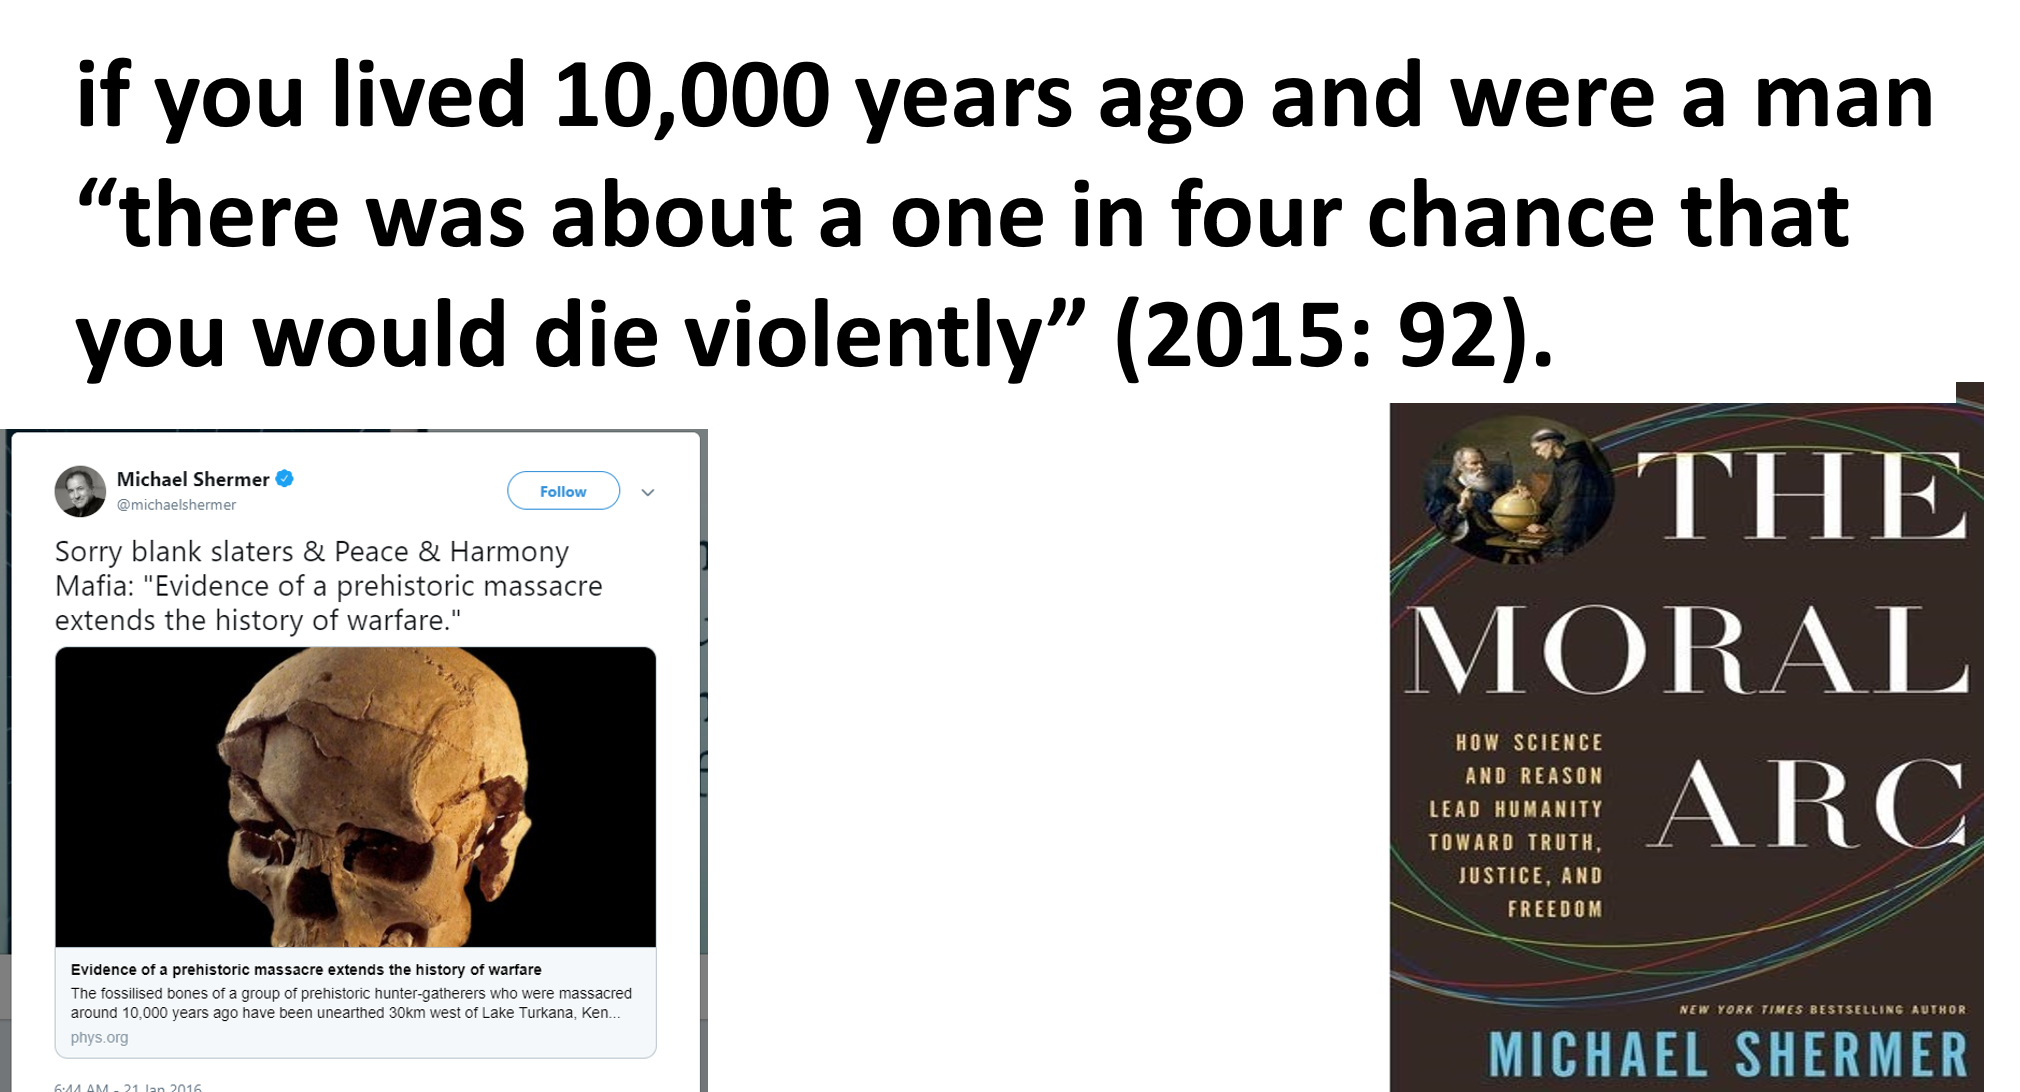 if you lived 10,000 years ago and were a man
“there was about a one in four chance that
you would die violently” (2015: 92).
Michael Shermer
@michaelshermer
Follow
Sorry blank slaters & Peace & Harmony
Mafia: "Evidence of a prehistoric massacre
extends the history of warfare."
Evidence of a prehistoric massacre extends the history of warfare
The fossilised bones of a group of prehistoric hunter-gatherers who were massacred
around 10,000 years ago have been unearthed 30km west of Lake Turkana, Ken...
phys.org
6:44 AM - 21 Jan 2016
THE
MORAL
ARC
HOW SCIENCE
AND REASON
LEAD HUMANITY
TOWARD TRUTH,
JUSTICE, AND
FREEDOM
NEW YORK TIMES BESTSELLING AUTHOR
MICHAEL SHERMER